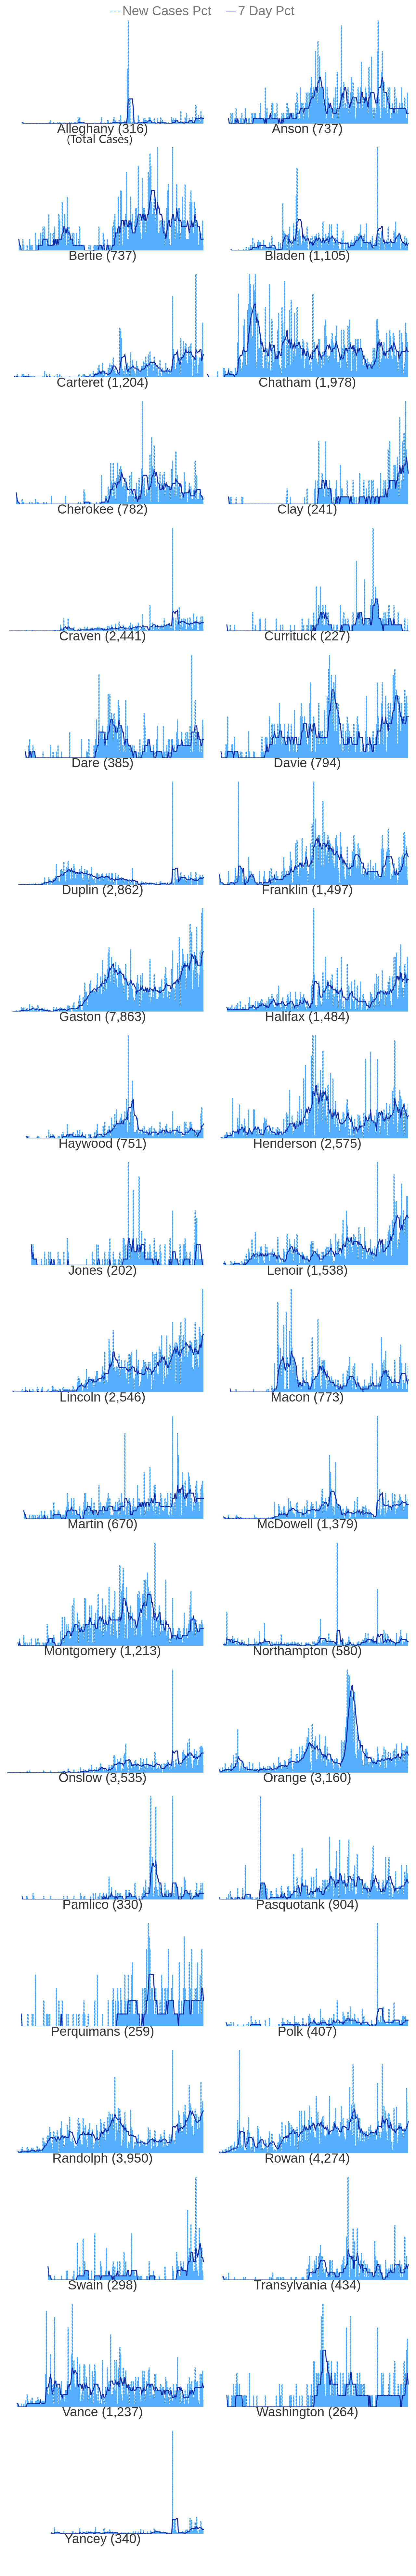 New Cases Pct 7 Day Pct
Alleghany (316) Anson (737)
(Total Cases)
Bertie (737) Bladen (1,105)
Carteret (1,204) Chatham (1,978)
Cherokee (782) Clay (241)
Craven (2,441) Currituck (227)
Dare (385) Davie (794)
Duplin (2,862) Franklin (1,497)
Gaston (7,863) Halifax (1,484)
Haywood (751) Henderson (2,575)
Jones (202) Lenoir (1,538)
Lincoln (2,546) Macon (773)
Martin (670) McDowell (1,379)
Montgomery (1,213) Northampton (580)
Onslow (3,535) Orange (3,160)
Pamlico (330) Pasquotank (904)
Perquimans (259) Polk (407)
Randolph (3,950) Rowan (4,274)
Swain (298) Transylvania (434)
Vance (1,237) Washington (264)
Yancey (340)